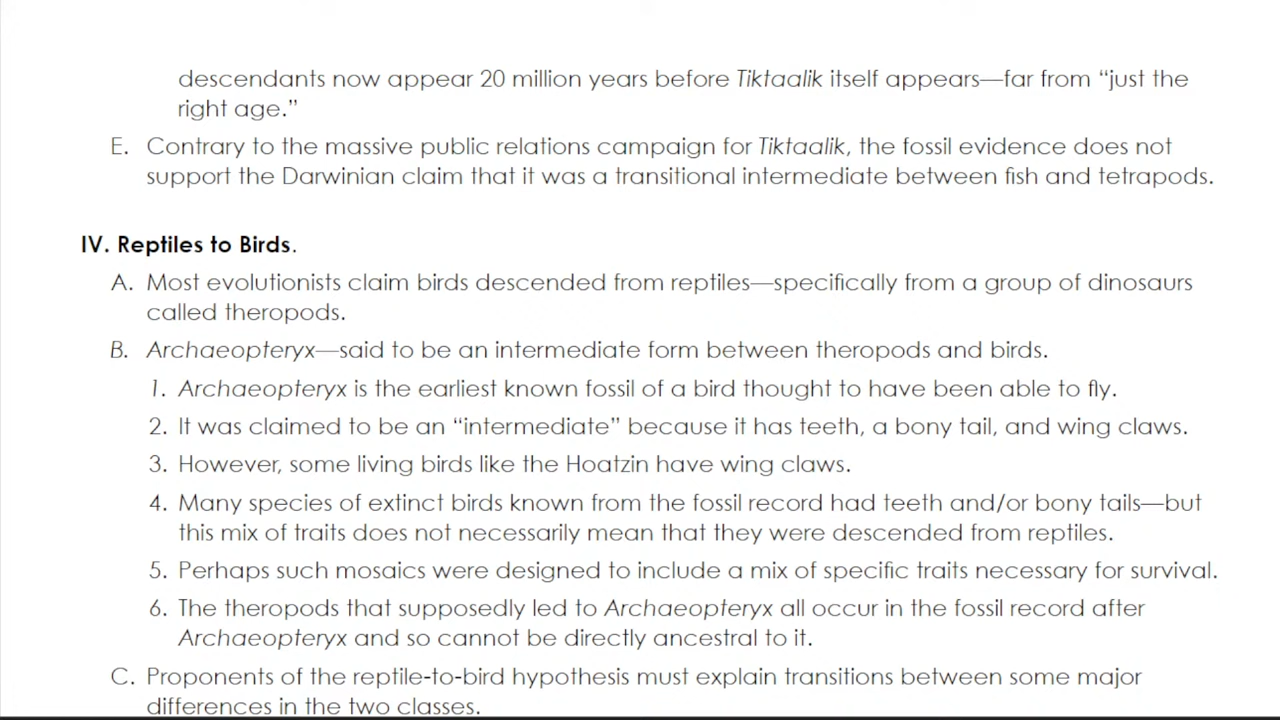 descendants now appear 20 million years before Tiktaalik itself appears—far from “just the
right age.”
E. Contrary to the massive public relations campaign for Tiktaalik, the fossil evidence does not
support the Darwinian claim that it was a transitional intermediate between fish and tetrapods.
IV. Reptiles to Birds.
A. Most evolutionists claim birds descended from reptiles—specifically from a group of dinosaurs
called theropods.
B. Archaeopteryx—said to be an intermediate form between theropods and birds.
1. Archaeopteryx is the earliest known fossil of a bird thought to have been able to fly.
2. It was claimed to be an “intermediate” because it has teeth, a bony tail, and wing claws.
3. However, some living birds like the Hoatzin have wing claws.
4. Many species of extinct birds known from the fossil record had teeth and/or bony tails—but
this mix of traits does not necessarily mean that they were descended from reptiles.
5. Perhaps such mosaics were designed to include a mix of specific traits necessary for survival.
6. The theropods that supposedly led to Archaeopteryx all occur in the fossil record after
Archaeopteryx and so cannot be directly ancestral to it.
C. Proponents of the reptile-to-bird hypothesis must explain transitions between some major
differences in the two classes.